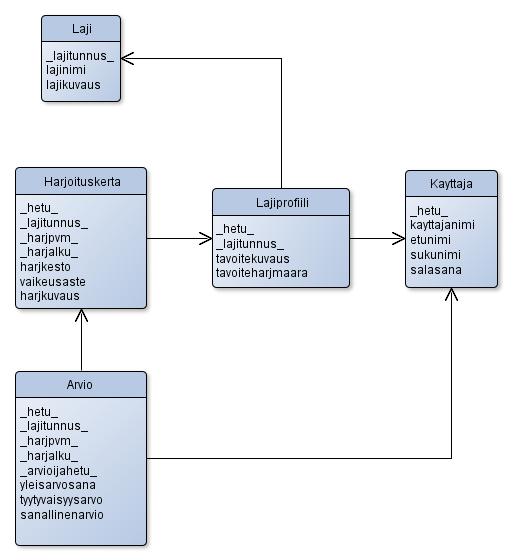 Laji
_lajitunnus_
lajinimi
lajikuvaus
Harjoituskerta
_hetu_
_lajitunnus_
_harjpvm_
_harjalku_
harjkesto
vaikeusaste
harjkuvaus
Lajiprofiili
_hetu_
_lajitunnus_
tavoitekuvaus
tavoiteharjmaara
Kayttaja
_hetu_
kayttajanimi
etunimi
sukunimi
salasana
Arvio
_hetu_
_lajitunnus_
_harjpvm_
_harjalku_
_arvioijahetu_
yleisarvosana
tyytyvaisyysarvo
sanallinenarvio